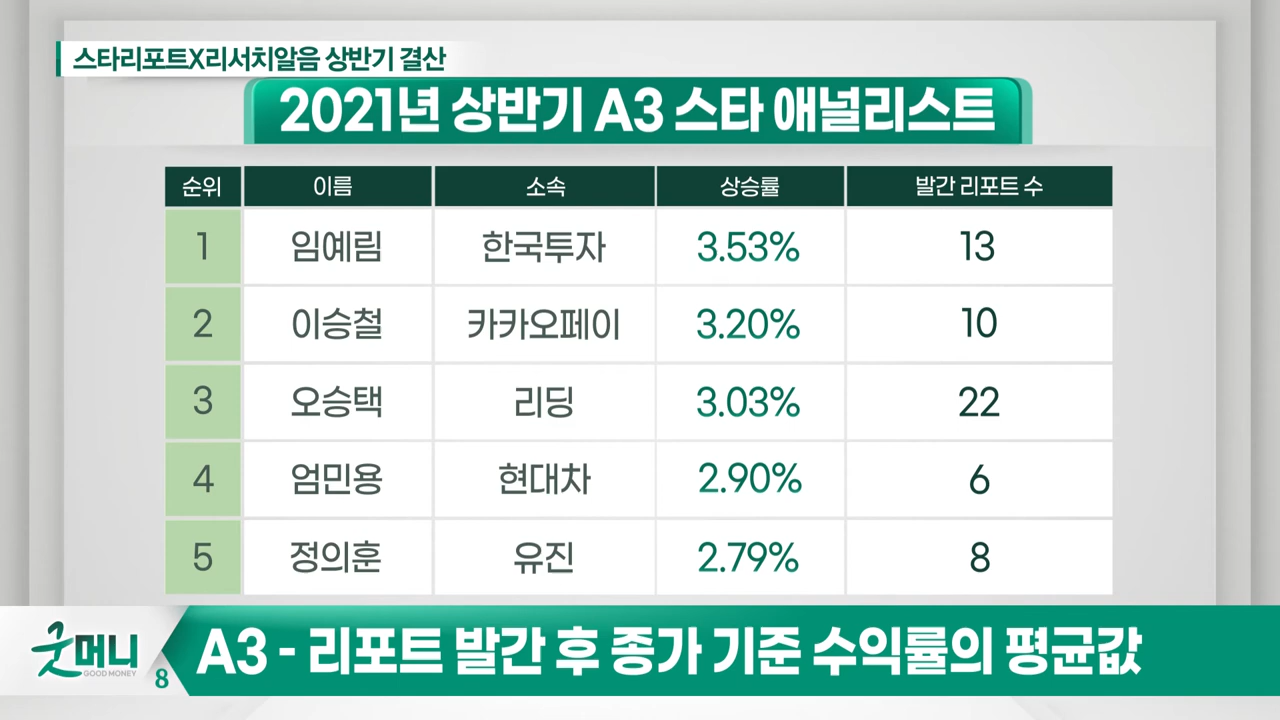 스타리포트X리서치알음 상반기 결산
2021년 상반기 A3 스타 애널리스트
순위 이름 소속 상승률 발간 리포트 수
1 임예림 한국투자 3.53% 13
2 이승철 카카오페이 3.20% 10
3 오승택 리딩 3.03% 22
4 엄민용 현대차 2.90% 6
5 정의훈 유진 2.79% 8
굿머니
GOOD MONEY
8
A3 - 리포트 발간 후 종가 기준 수익률의 평균값